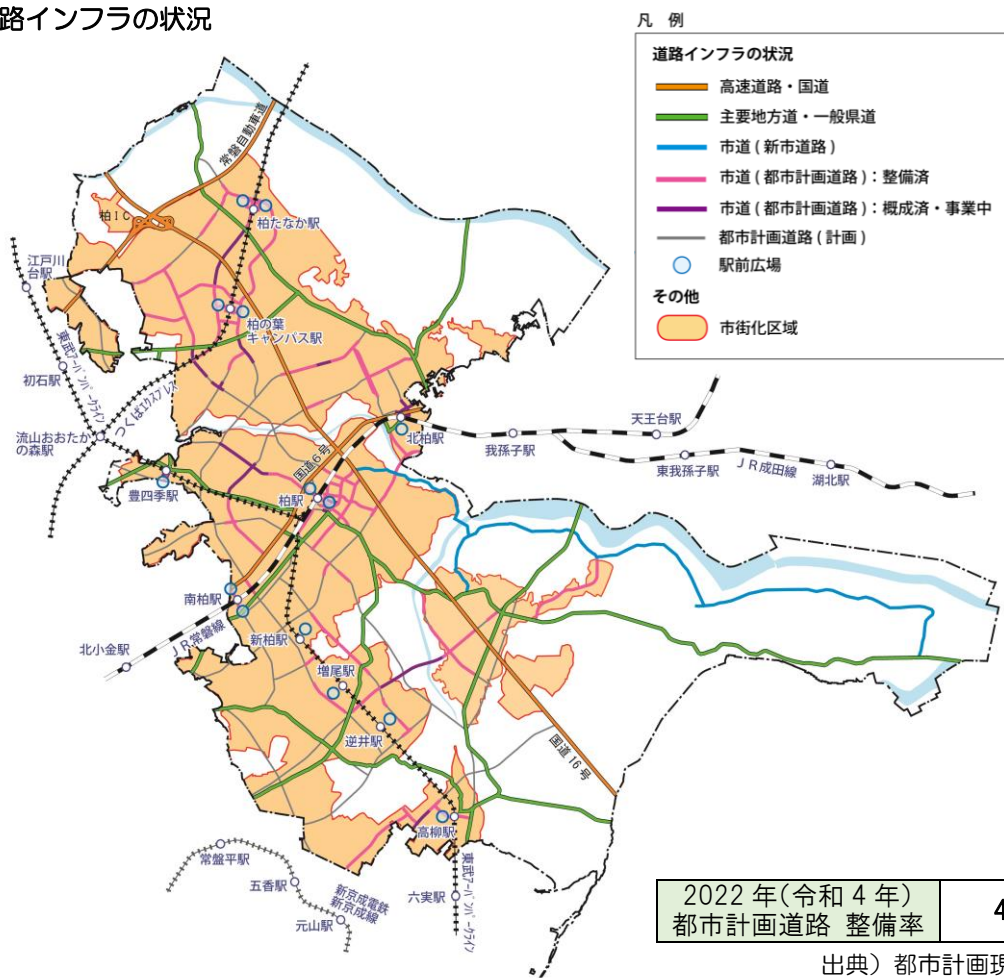 路インフラの状況
凡 例
道路インフラの状況
高速道路・国道
主要地方道・一般県道
市道(新市道路)
市道(都市計画道路):整備済
市道(都市計画道路):概成済・事業中
都市計画道路(計画)
駅前広場
その他
市街化区域
常磐自動車道
柏IC
柏たなか駅
江戸川
台駅
柏の葉
キャンパス駅
東武アーバンパークライン
初石駅
つくばエクスプレス
流山おおたか
の森駅
北柏駅
我孫子駅
天王台駅
東我孫子駅
JR成田線
湖北駅
国道6号
豊四季駅
柏駅
南柏駅
JR常磐線
北小金駅
新柏駅
増尾駅
逆井駅
国道16号
高柳駅
常盤平駅
五香駅
新京成電鉄
新京成線
元山駅
六実駅
東武アーバンパークライン
2022年(令和4年)
都市計画道路 整備率
4
出典)都市計画現